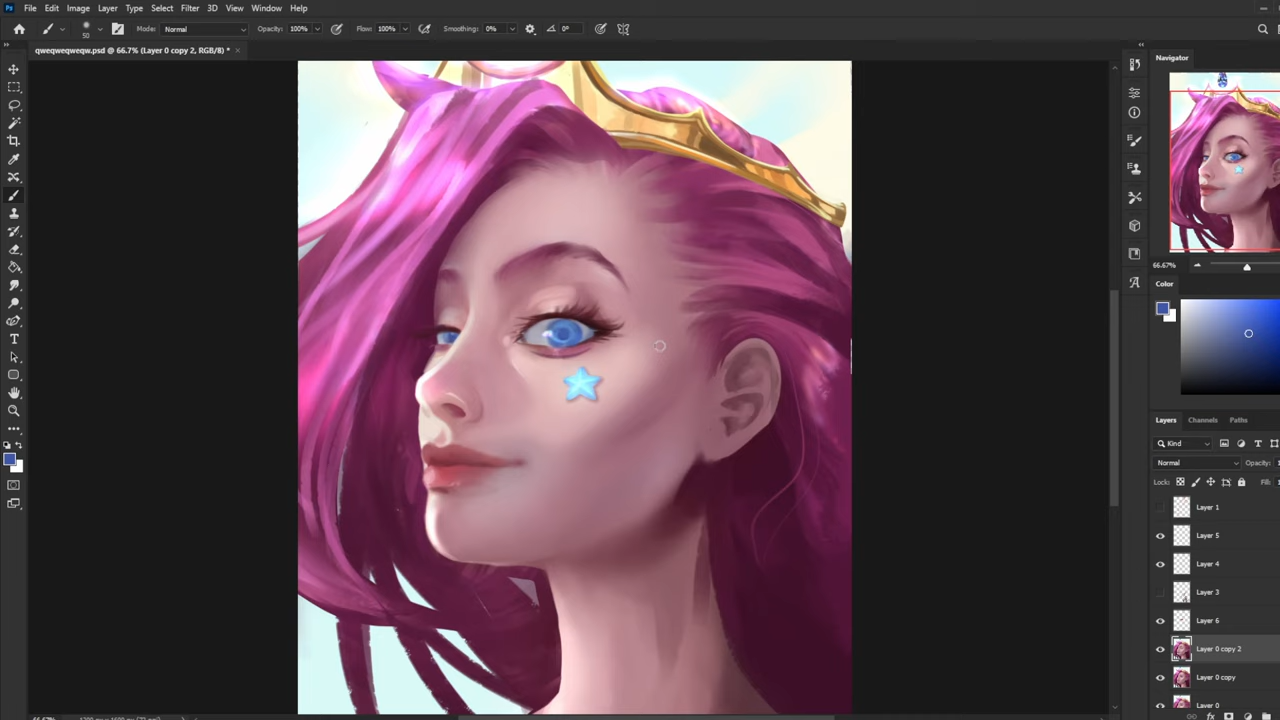 Ps File Edit Image Layer Type Select Filter 3D View Window Help
50 Mode: Normal Opacity: 100% Flow: 100% Smoothing: 0% 0°
qweqweqweqw.psd @ 66.7% (Layer 0 copy 2, RGB/8) *
Navigator
66.67%
Color
Layers Channels Paths
Kind
Normal Opacity:
Lock: Fill:
Layer 1
Layer 5
Layer 4
Layer 3
Layer 6
Layer 0 copy 2
Layer 0 copy
Layer 0